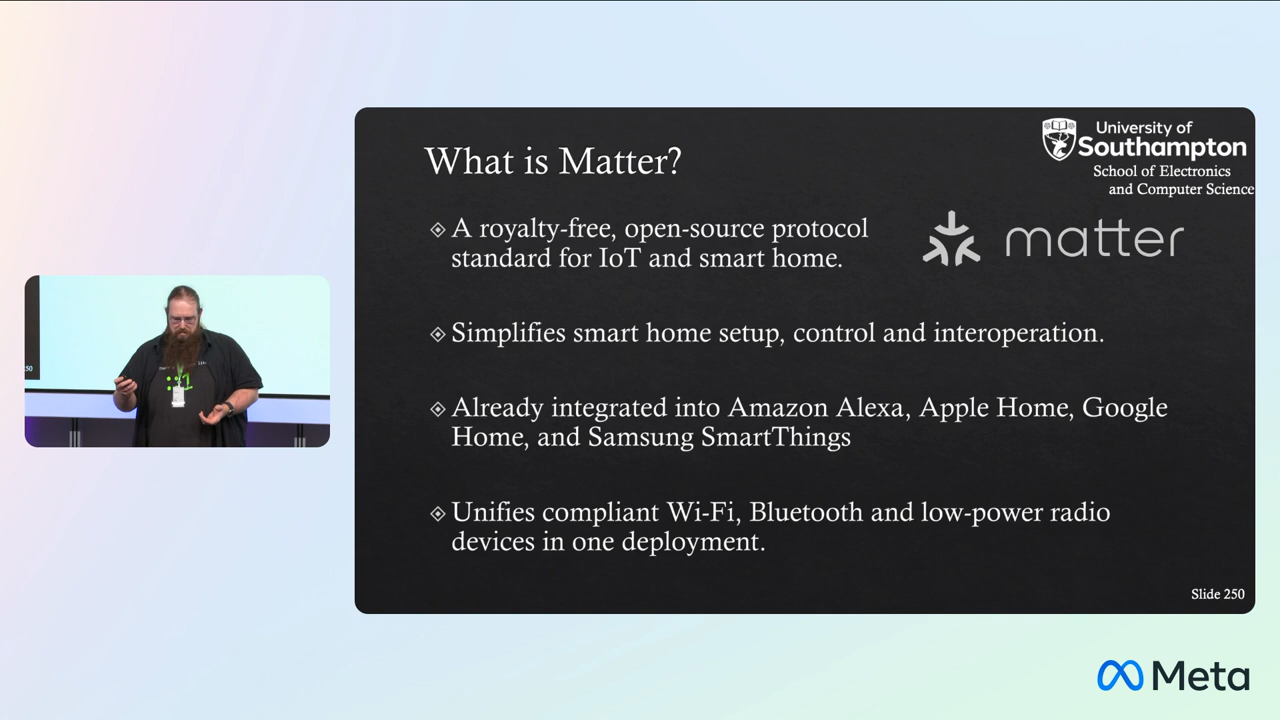 University of
Southampton
School of Electronics
and Computer Science
What is Matter?
matter
A royalty-free, open-source protocol
standard for IoT and smart home.
Simplifies smart home setup, control and interoperation.
Already integrated into Amazon Alexa, Apple Home, Google
Home, and Samsung SmartThings
Unifies compliant Wi-Fi, Bluetooth and low-power radio
devices in one deployment.
Slide 250
50
Meta